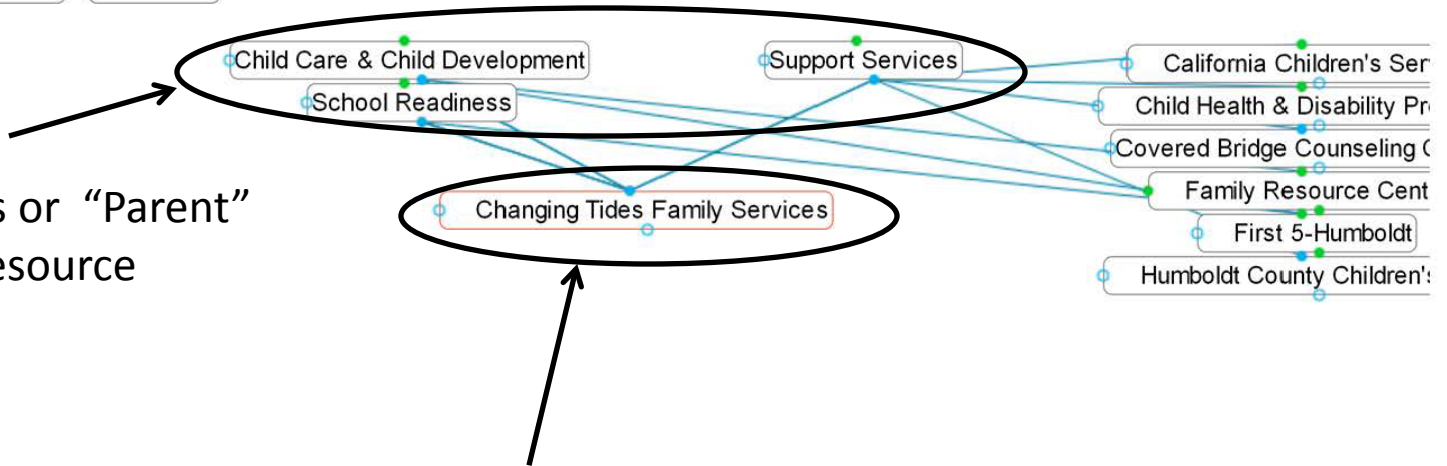 Child Care & Child Development
Support Services
School Readiness
California Children's Ser
Child Health & Disability Pr
Covered Bridge Counseling
Family Resource Cent
First 5-Humboldt
Humboldt County Children's
Changing Tides Family Services
s or “Parent”
esource